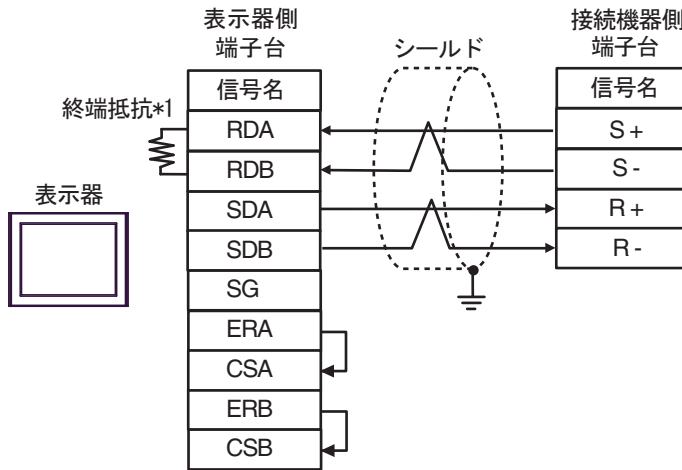 表示器側
端子台
シールド
接続機器側
端子台
信号名
信号名
終端抵抗*1
RDA
S +
RDB
S -
表示器
SDA
R +
SDB
R -
SG
ERA
CSA
ERB
CSB